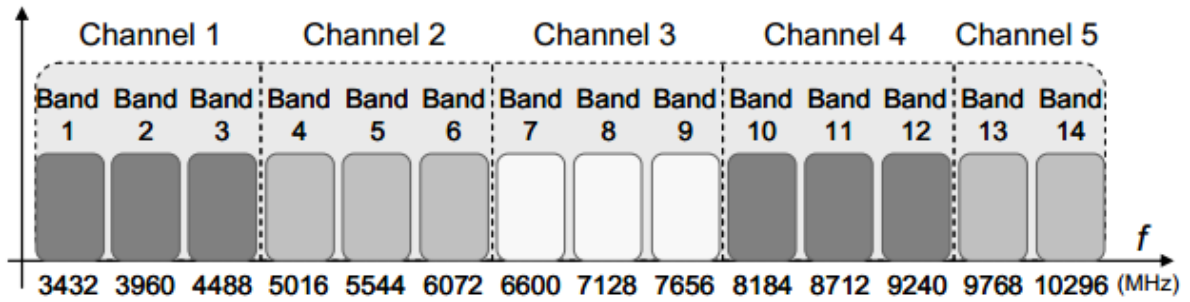 Channel 1 Channel 2 Channel 3 Channel 4 Channel 5
Band Band Band Band Band Band Band Band Band Band Band Band Band Band
1 2 3 4 5 6 7 8 9 10 11 12 13 14
f
3432 3960 4488 5016 5544 6072 6600 7128 7656 8184 8712 9240 9768 10296 (MHz)